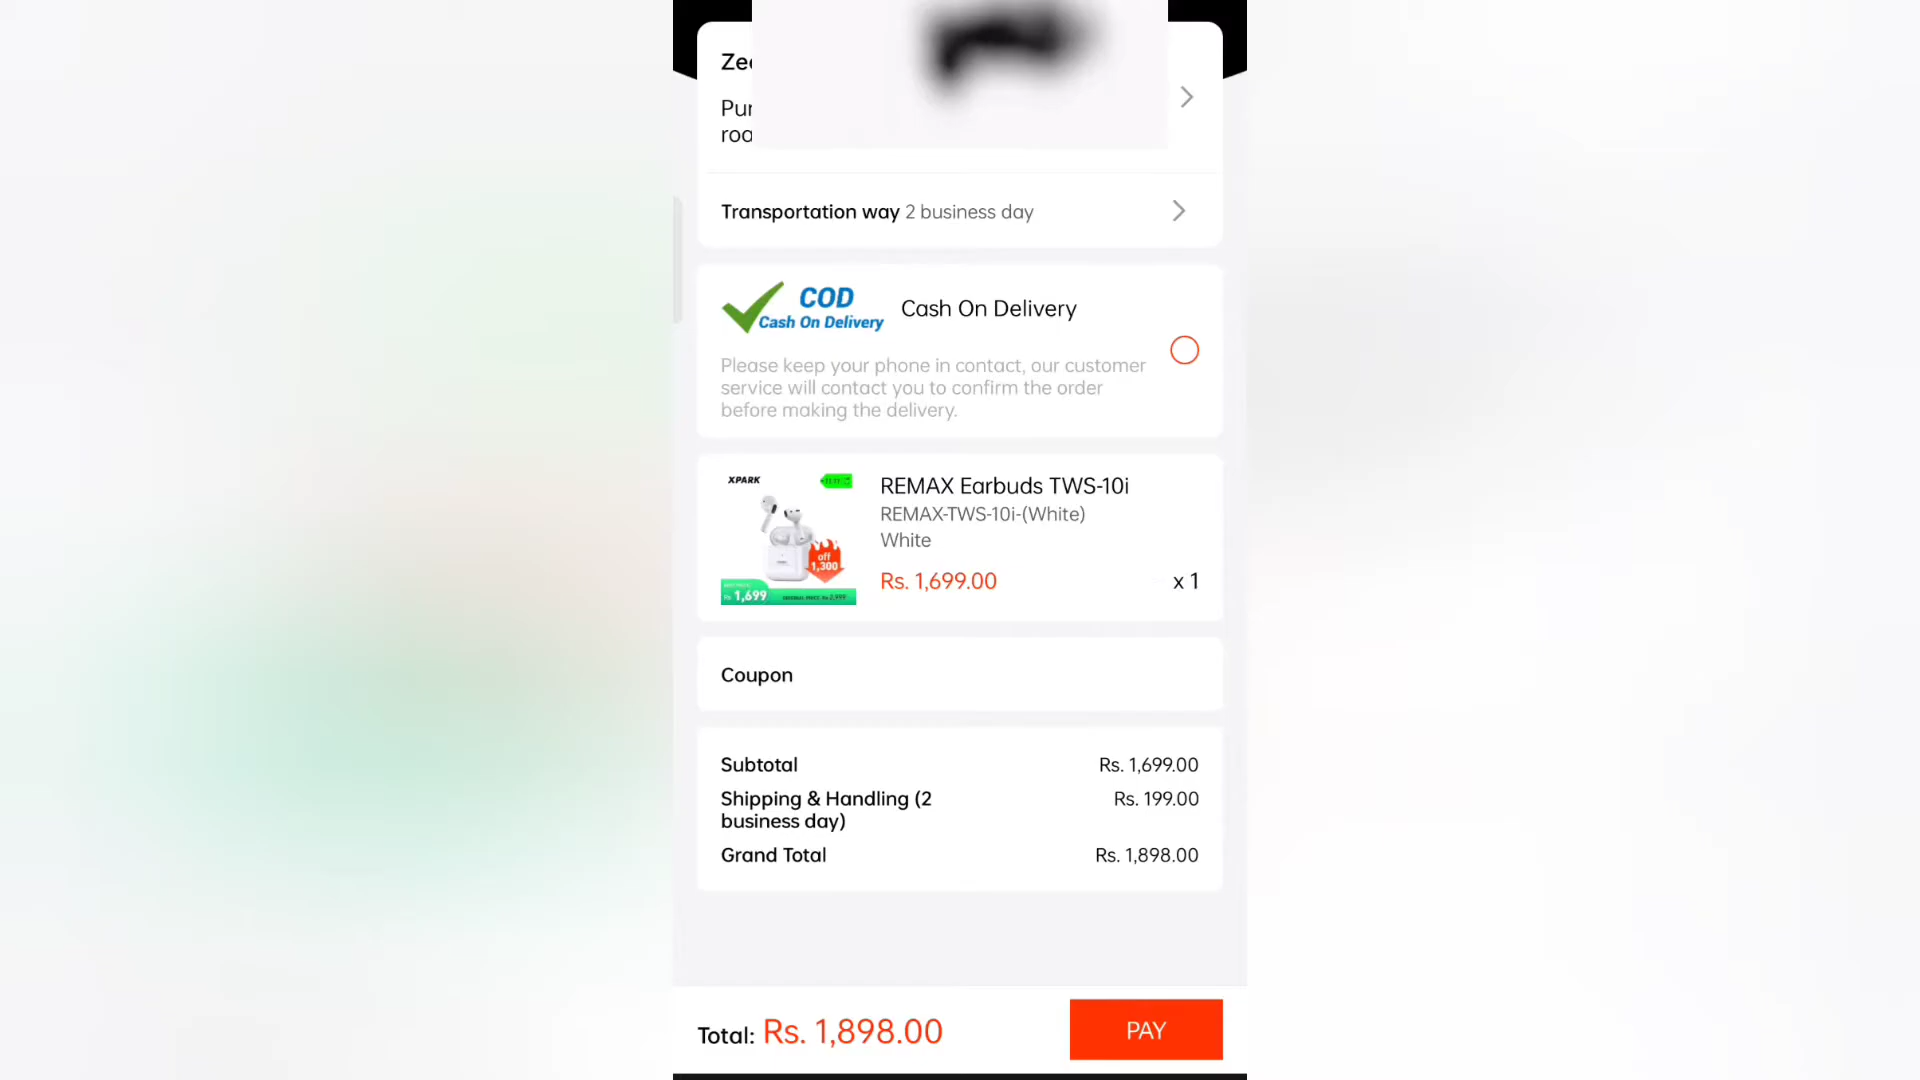 Transportation way 2 business day
COD
Cash On Delivery
Cash On Delivery
Please keep your phone in contact, our customer
service will contact you to confirm the order
before making the delivery.
XPARK
off
1,300
Rs 1,699
REMAX Earbuds TWS-10i
REMAX-TWS-10i-(White)
White
Rs. 1,699.00
x 1
Coupon
Subtotal Rs. 1,699.00
Shipping & Handling (2 Rs. 199.00
business day)
Grand Total Rs. 1,898.00
Total: Rs. 1,898.00
PAY